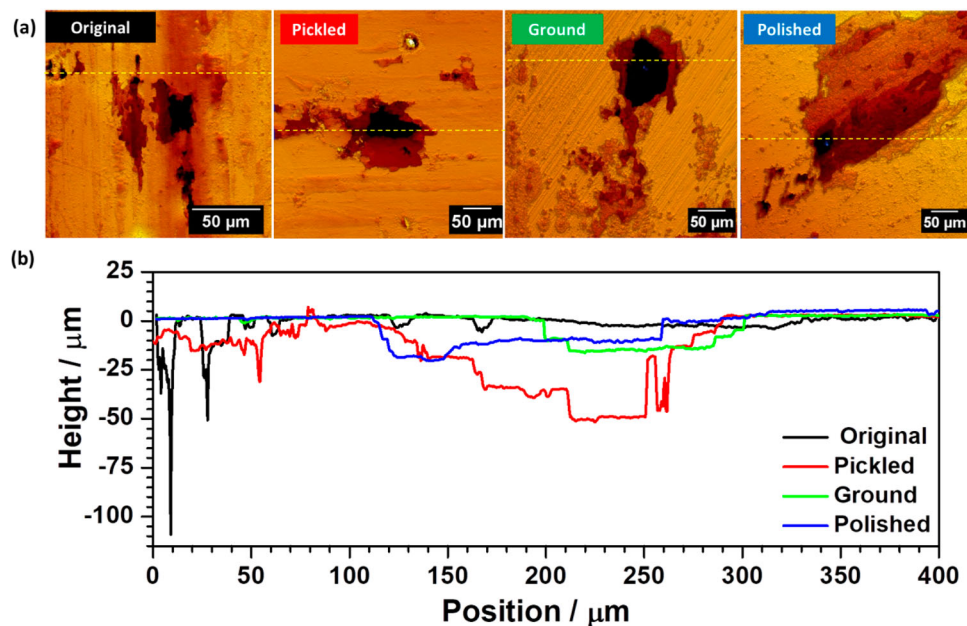 (a)
Original
Pickled
Ground
Polished
50 μm
50 μm
50 μm
50 μm
(b)
25
0
-25
-50
-75
-100
Height / μm
Original
Pickled
Ground
Polished
0 50 100 150 200 250 300 350 400
Position / μm